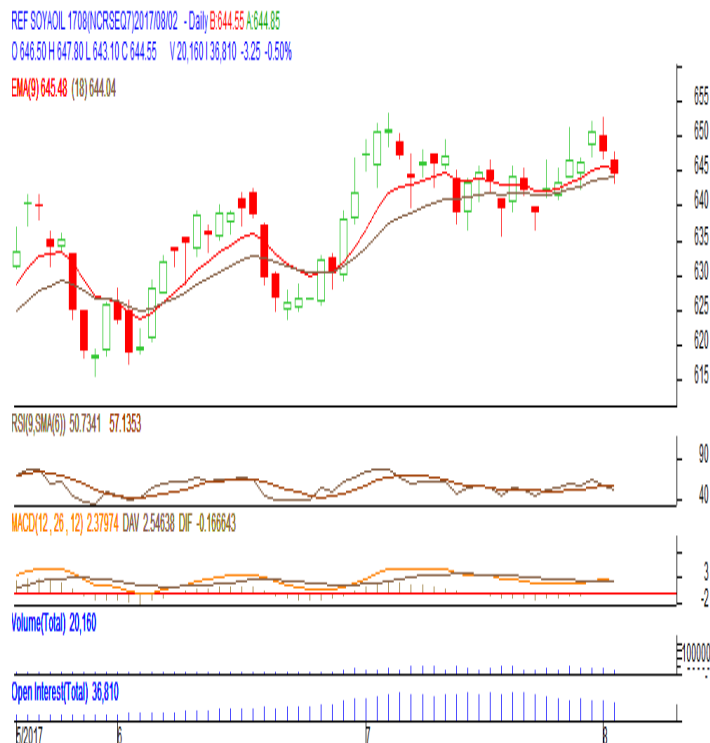 REF SOYAOIL 1708(NCRSEQ7)2017/08/02 - Daily B:644.55 A:644.85
O 646.50 H 647.80 L 643.10 C 644.55 V 20,160 I 36,810 -3.25 -0.50%
EMA(9) 645.48 (18) 644.04
655
650
645
640
635
630
625
620
615
RSI(9,SMA(6)) 50.7341 57.1353
90
40
MACD(12, 26, 12) 2.37974 DAV 2.54638 DIF -0.166643
3
-2
Volume(Total) 20,160
100000
Open Interest(Total) 36,810
5/2017 6 7 8